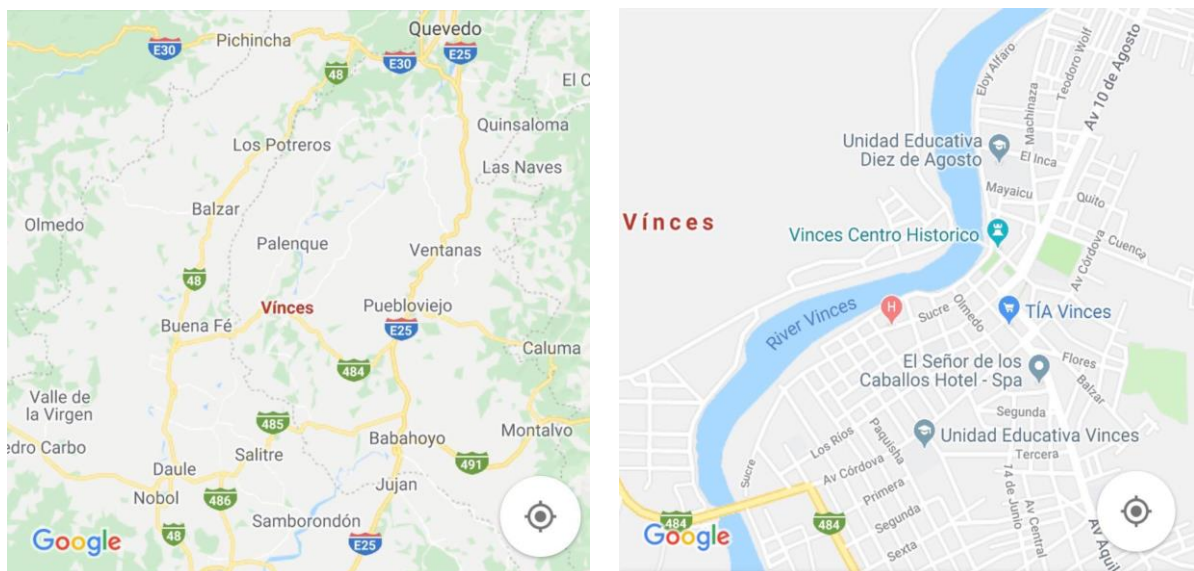 Quevedo
Pichincha
E30
E25
E30
48
El C
Quinsaloma
Los Potreros
Las Naves
Balzar
Olmedo
Palenque
Ventanas
48
Vínces
Puebloviejo
Buena Fé
E25
Caluma
484
Valle de
la Virgen
485
Montalvo
Babahoyo
edro Carbo
Salitre
491
Daule
Jujan
Nobol
486
Samborondón
48
E25
Google
Eloy Alfaro
Teodoro Wolf
Machinaza
Av 10 de Agosto
Unidad Educativa
Diez de Agosto
El Inca
Mayaicu
Quito
Vínces
Vinces Centro Historico
Cuenca
Av Córdova
River Vinces
H
Sucre
Olmedo
TÍA Vinces
El Señor de los
Caballos Hotel - Spa
Flores
Balzar
Segunda
Paquisha
Los Ríos
Unidad Educativa Vinces
Tercera
Sucre
Av Córdova
Primera
14 de Junio
484
484
Segunda
Av Central
Google
Sexta
Av Aquil